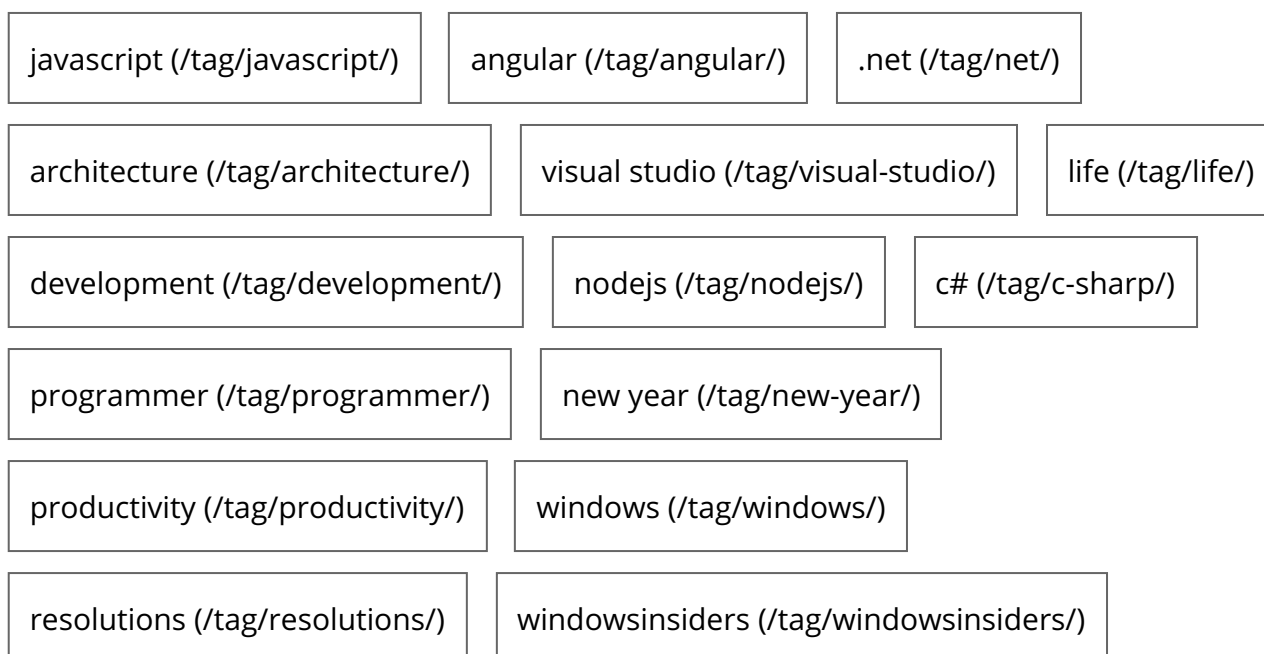 javascript (/tag/javascript/) angular (/tag/angular/) .net (/tag/net/)
architecture (/tag/architecture/) visual studio (/tag/visual-studio/) life (/tag/life/)
development (/tag/development/) nodejs (/tag/nodejs/) c# (/tag/c-sharp/)
programmer (/tag/programmer/) new year (/tag/new-year/)
productivity (/tag/productivity/) windows (/tag/windows/)
resolutions (/tag/resolutions/) windowsinsiders (/tag/windowsinsiders/)